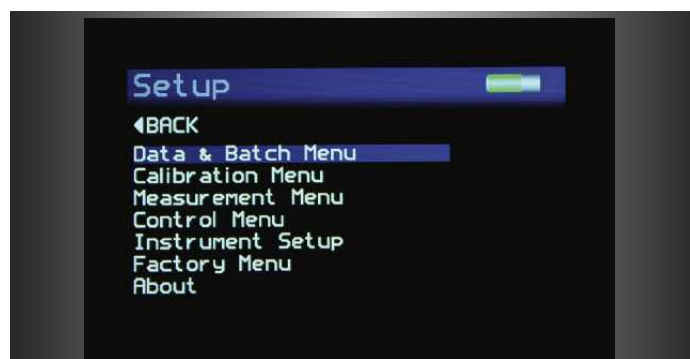 Setup
◀BACK
Data & Batch Menu
Calibration Menu
Measurement Menu
Control Menu
Instrument Setup
Factory Menu
About